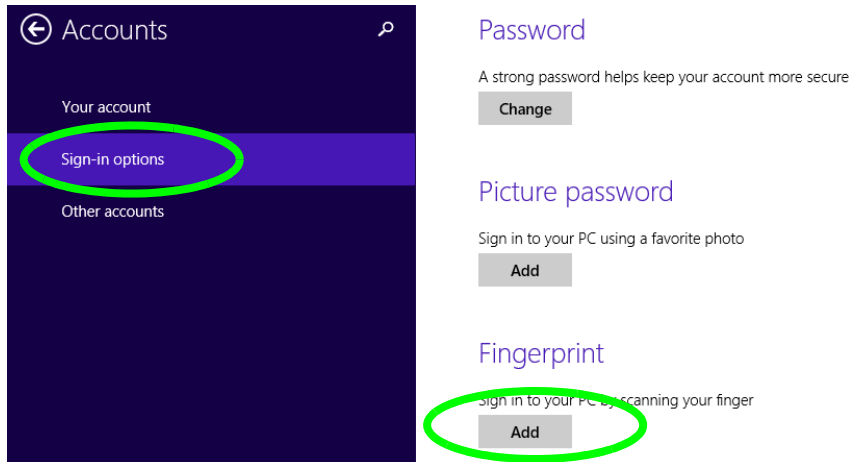 Accounts
Your account
Sign-in options
Other accounts
Password
A strong password helps keep your account more secure
Change
Picture password
Sign in to your PC using a favorite photo
Add
Fingerprint
Sign in to your PC by scanning your finger
Add